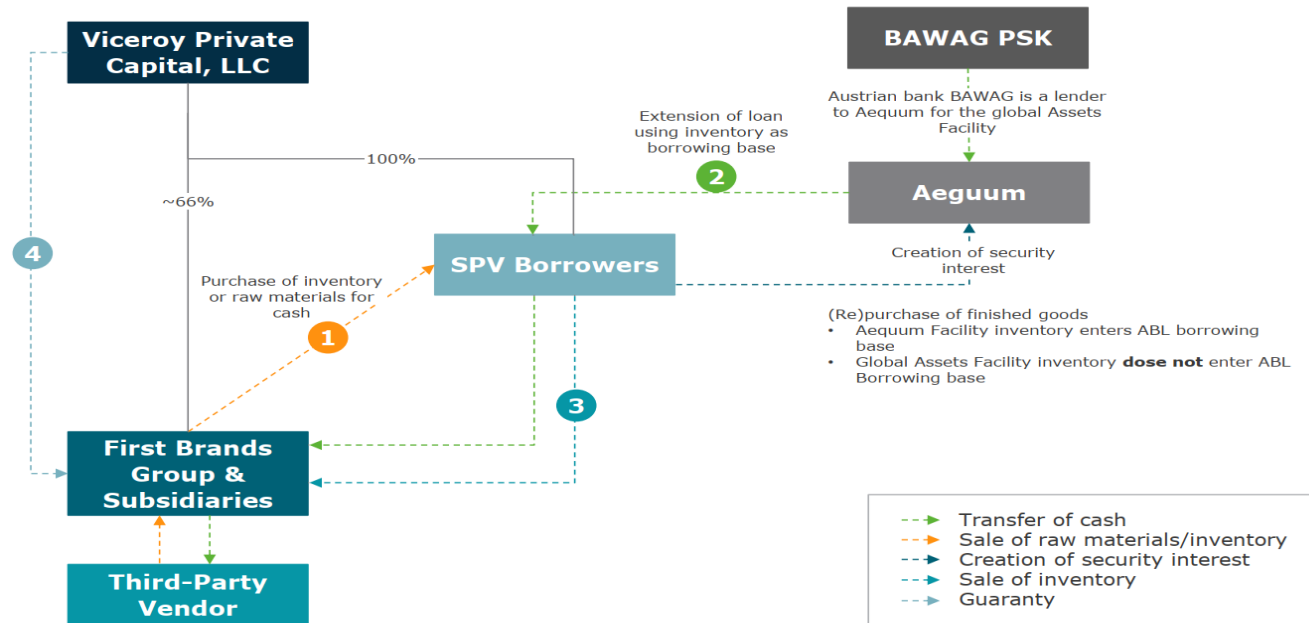 Viceroy Private
Capital, LLC
BAWAG PSK
Austrian bank BAWAG is a lender
to Aequum for the global Assets
Facility
Extension of loan
using inventory as
borrowing base
2
100%
Aeguum
~66%
4
SPV Borrowers
Creation of security
interest
Purchase of inventory
or raw materials for
cash
1
(Re)purchase of finished goods
• Aequum Facility inventory enters ABL borrowing
base
• Global Assets Facility inventory dose not enter ABL
Borrowing base
3
First Brands
Group &
Subsidiaries
Third-Party
Vendor
Transfer of cash
Sale of raw materials/inventory
Creation of security interest
Sale of inventory
Guaranty